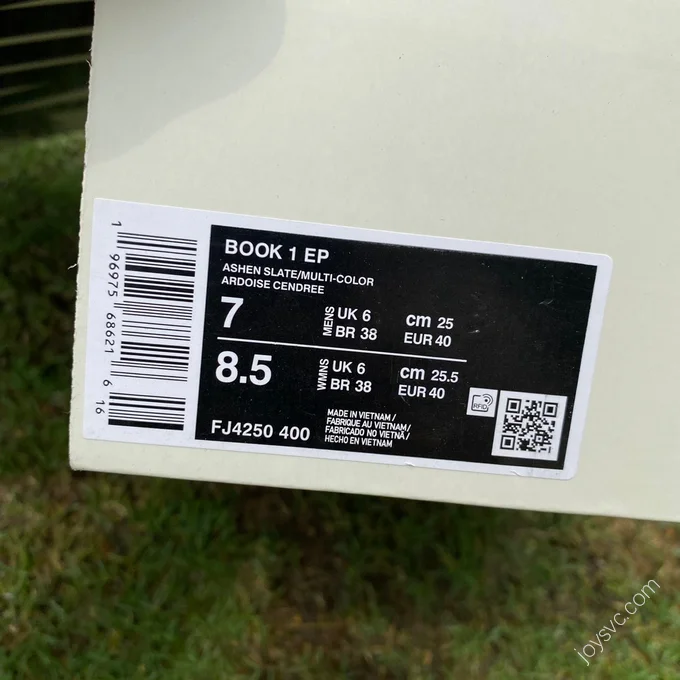 1 96975 68621 6 16
BOOK 1 EP
ASHEN SLATE/MULTI-COLOR
ARDOISE CENDREE
7 MENS UK 6 cm 25
BR 38 EUR 40
8.5 WMNS UK 6 cm 25.5
BR 38 EUR 40
RFID
FJ4250 400
MADE IN VIETNAM /
FABRIQUE AU VIETNAM /
FABRICADO NO VIETNÃ /
HECHO EN VIETNAM
joysvc.com